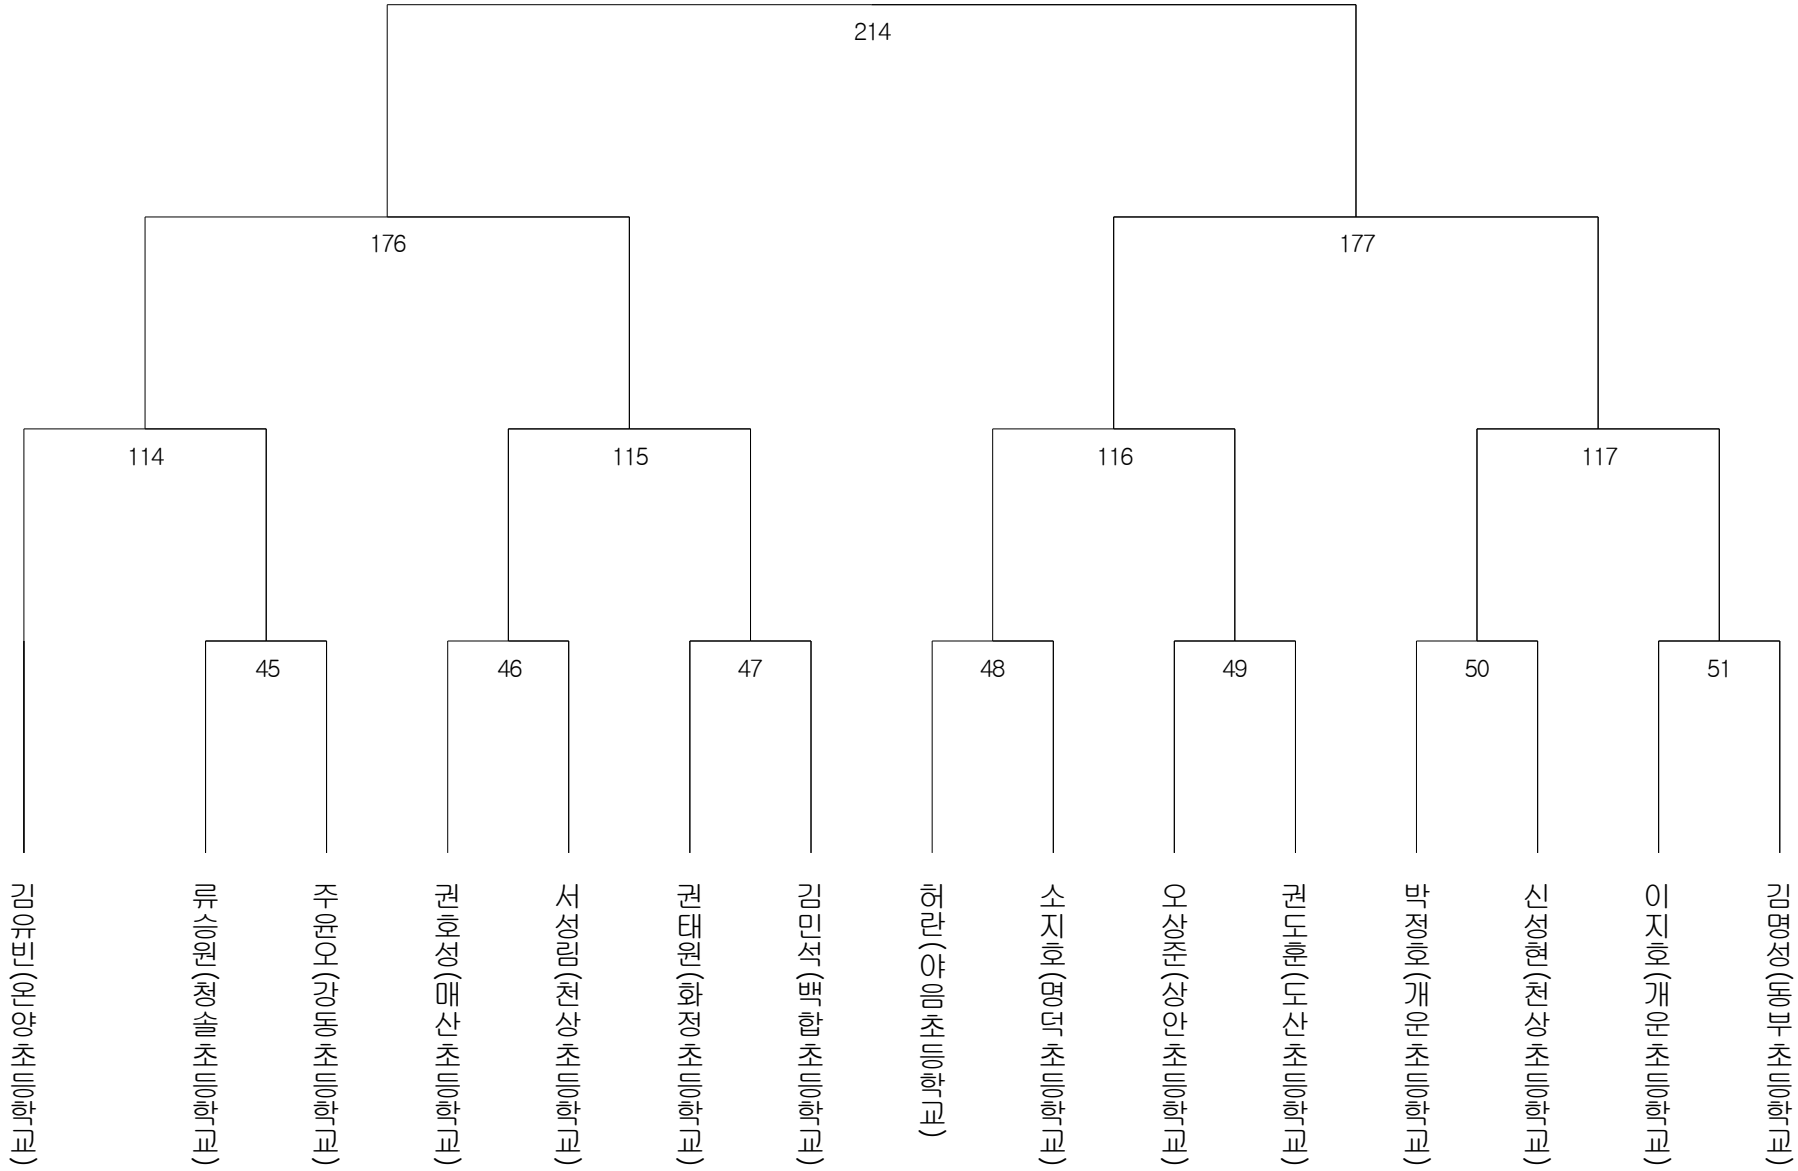 214
176
177
114
115
116
117
45
46
47
48
49
50
51
김유빈(온양초등학교)
류승원(청솔초등학교)
주윤오(강동초등학교)
권호성(매산초등학교)
서성림(천상초등학교)
권태원(화정초등학교)
김민석(백합초등학교)
허란(야음초등학교)
소지호(명덕초등학교)
오상준(상안초등학교)
권도훈(도산초등학교)
박정호(개운초등학교)
신성현(천상초등학교)
이지호(개운초등학교)
김명성(동부초등학교)